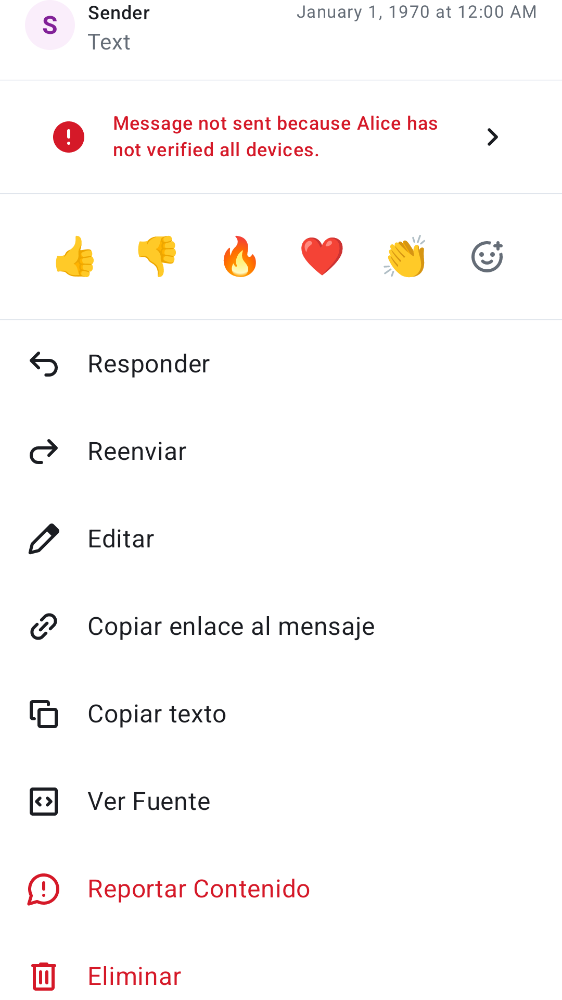 S
Sender
January 1, 1970 at 12:00 AM
Text
Message not sent because Alice has
not verified all devices.
Responder
Reenviar
Editar
Copiar enlace al mensaje
Copiar texto
Ver Fuente
Reportar Contenido
Eliminar